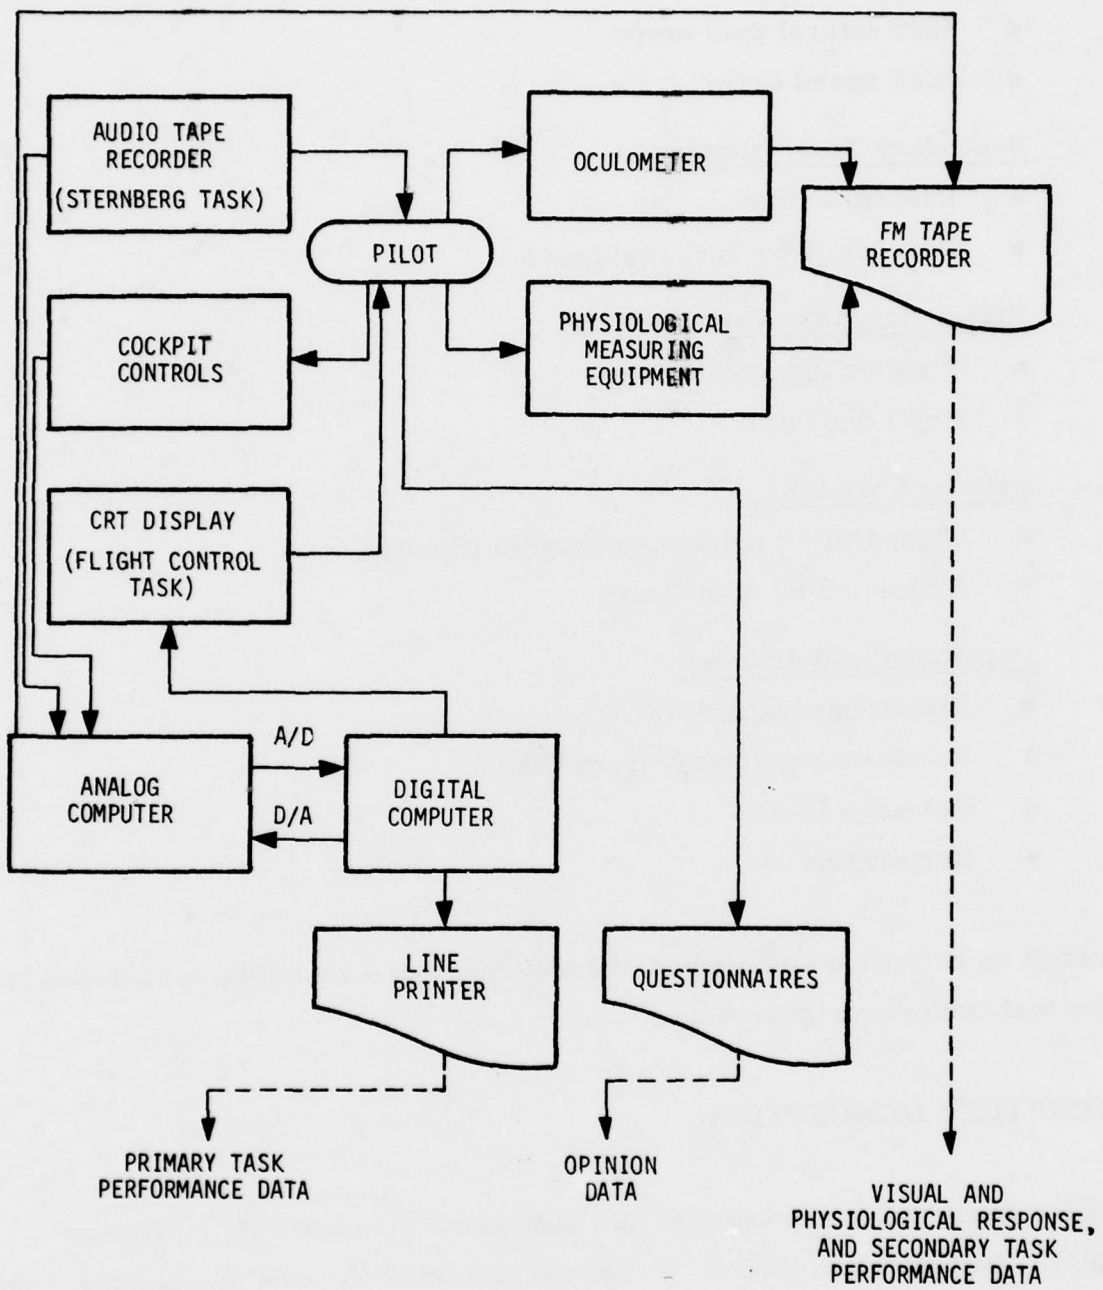 AUDIO TAPE
RECORDER
(STERNBERG TASK)
OCULOMETER
FM TAPE
RECORDER
PILOT
COCKPIT
CONTROLS
PHYSIOLOGICAL
MEASURING
EQUIPMENT
CRT DISPLAY
(FLIGHT CONTROL
TASK)
ANALOG
COMPUTER
A/D
D/A
DIGITAL
COMPUTER
LINE
PRINTER
QUESTIONNAIRES
PRIMARY TASK
PERFORMANCE DATA
OPINION
DATA
VISUAL AND
PHYSIOLOGICAL RESPONSE,
AND SECONDARY TASK
PERFORMANCE DATA